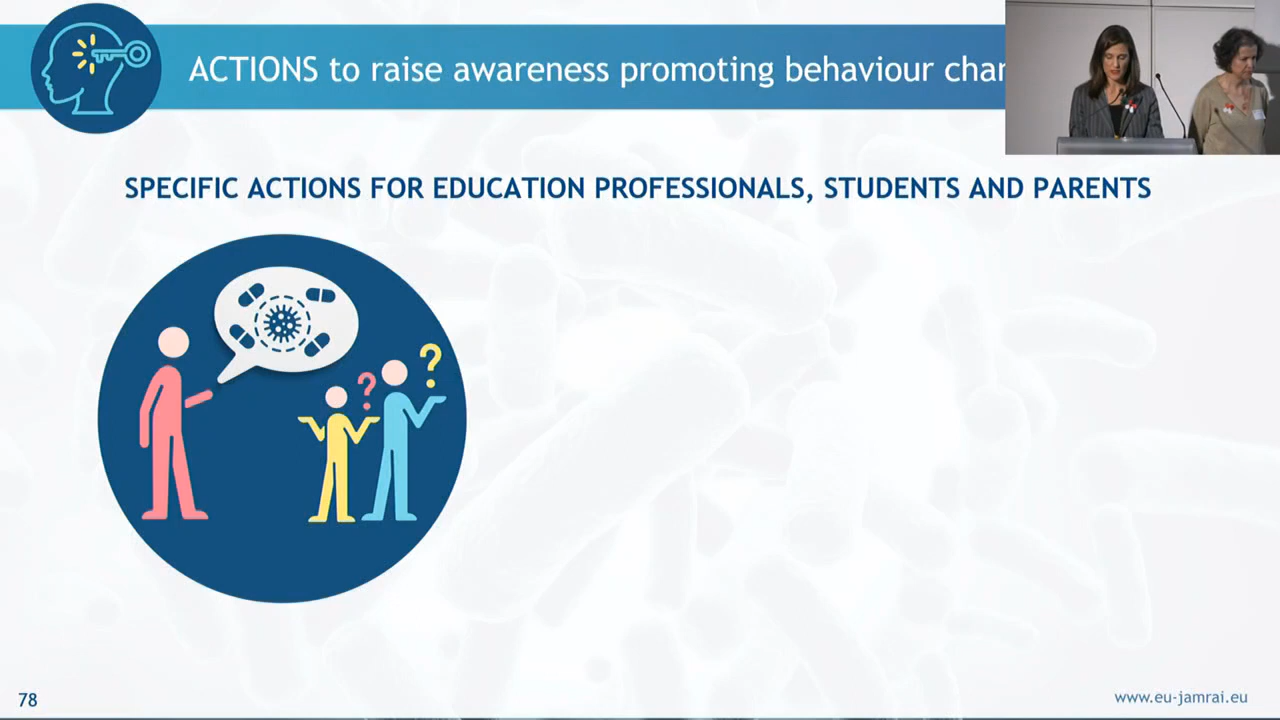 ACTIONS to raise awareness promoting behaviour
SPECIFIC ACTIONS FOR EDUCATION PROFESSIONALS, STUDENTS AND PARENTS
?
?
78
www.eu-jamrai.eu